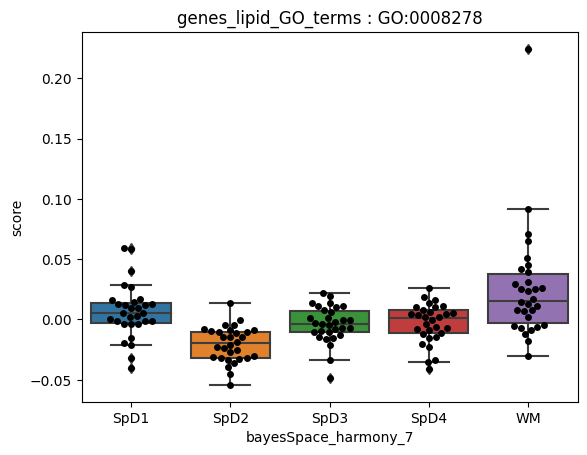 genes_lipid_GO_terms : GO:0008278
0.20
0.15
0.10
0.05
0.00
−0.05
score
SpD1 SpD2 SpD3 SpD4 WM
bayesSpace_harmony_7